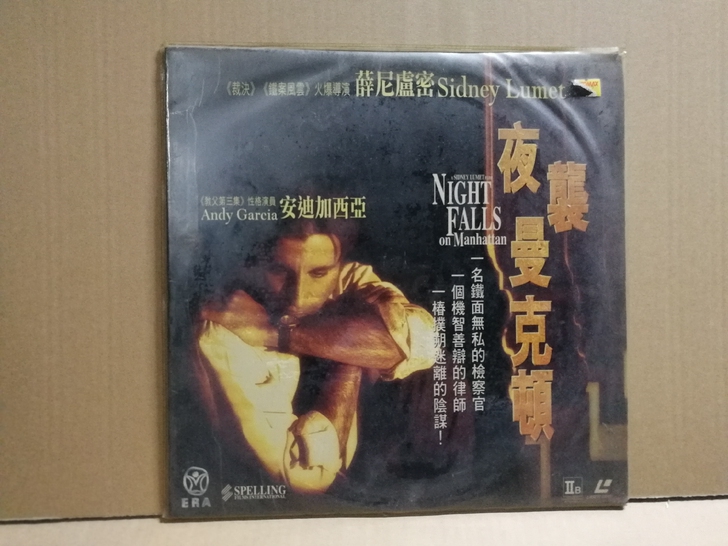 《裁決》《鐵案風雲》火爆導演 薛尼盧密 Sidney Lumet
夜襲曼克頓
A SIDNEY LUMET FILM
NIGHT
FALLS
on Manhattan
《教父第三集》性格演員
Andy Garcia 安迪加西亞
一名鐵面無私的檢察官
一個機智善辯的律師
一樁撲朔迷離的陰謀！
ERA
SPELLING
FILMS INTERNATIONAL
IIB